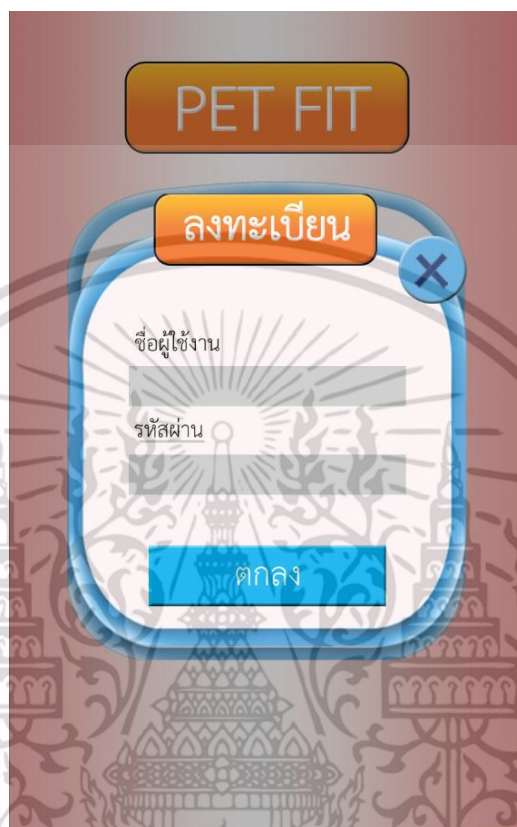 PET FIT
ลงทะเบียน
X
ชื่อผู้ใช้งาน
รหัสผ่าน
ตกลง